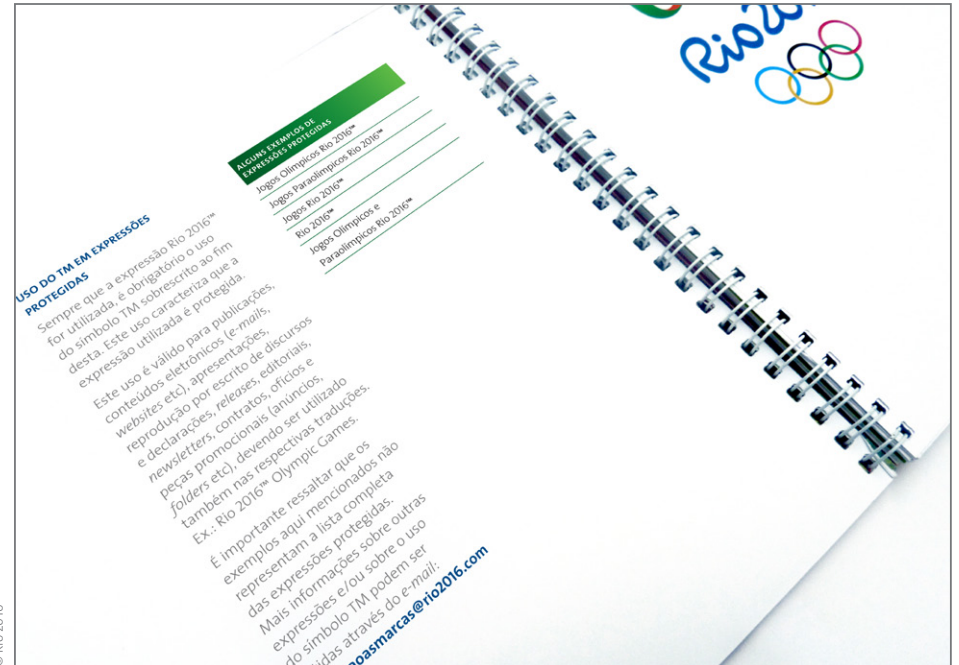 Rio20
ALGUNS EXEMPLOS DE
EXPRESSÕES PROTEGIDAS
Jogos Olímpicos Rio 2016™
Jogos Paraolímpicos Rio 2016™
Jogos Rio 2016™
Rio 2016™
Jogos Olímpicos e
Paraolímpicos Rio 2016™
USO DO TM EM EXPRESSÕES
PROTEGIDAS
Sempre que a expressão Rio 2016™
for utilizada, é obrigatório o uso
do símbolo TM sobrescrito ao fim
desta. Este uso caracteriza que a
expressão utilizada é protegida.
Este uso é válido para publicações,
conteúdos eletrônicos (e-mails,
websites etc), apresentações,
reprodução por escrito de discursos
e declarações, releases, editoriais,
newsletters, contratos, ofícios e
peças promocionais (anúncios,
folders etc), devendo ser utilizado
também nas respectivas traduções.
Ex.: Rio 2016™ Olympic Games.
É importante ressaltar que os
exemplos aqui mencionados não
representam a lista completa
das expressões protegidas.
Mais informações sobre outras
expressões e/ou sobre o uso
do símbolo TM podem ser
idas através do e-mail:
oasmarcas@rio2016.com
© Rio 2016